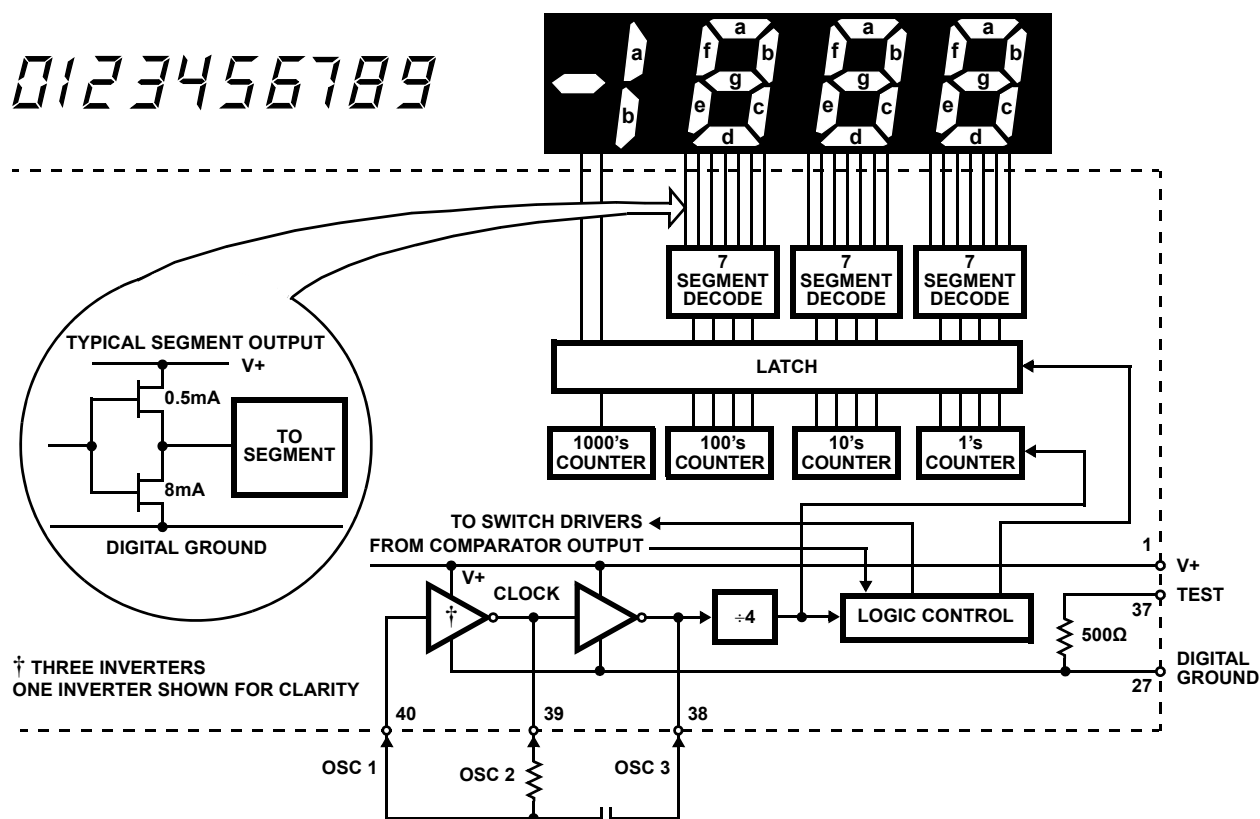 0123456789
a
b
a
f
b
g
e
c
d
a
f
b
g
e
c
d
a
f
b
g
e
c
d
7
SEGMENT
DECODE
7
SEGMENT
DECODE
7
SEGMENT
DECODE
TYPICAL SEGMENT OUTPUT
V+
0.5mA
TO
SEGMENT
8mA
DIGITAL GROUND
LATCH
1000's
COUNTER
100's
COUNTER
10's
COUNTER
1's
COUNTER
TO SWITCH DRIVERS
FROM COMPARATOR OUTPUT
1
V+
V+
CLOCK
†
÷4
LOGIC CONTROL
TEST
37
500Ω
DIGITAL
GROUND
27
† THREE INVERTERS
ONE INVERTER SHOWN FOR CLARITY
40
39
38
OSC 1
OSC 2
OSC 3